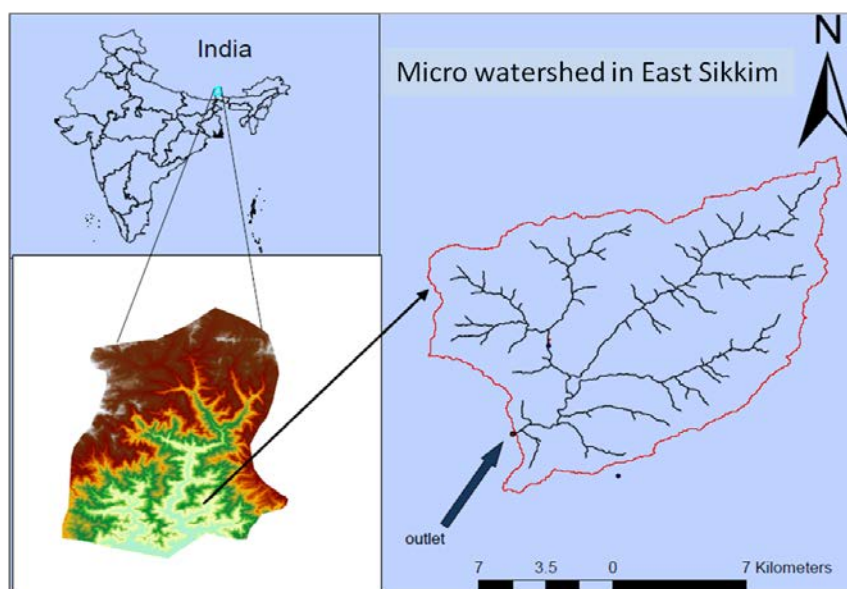 India
Micro watershed in East Sikkim
N
outlet
7 3.5 0 7 Kilometers